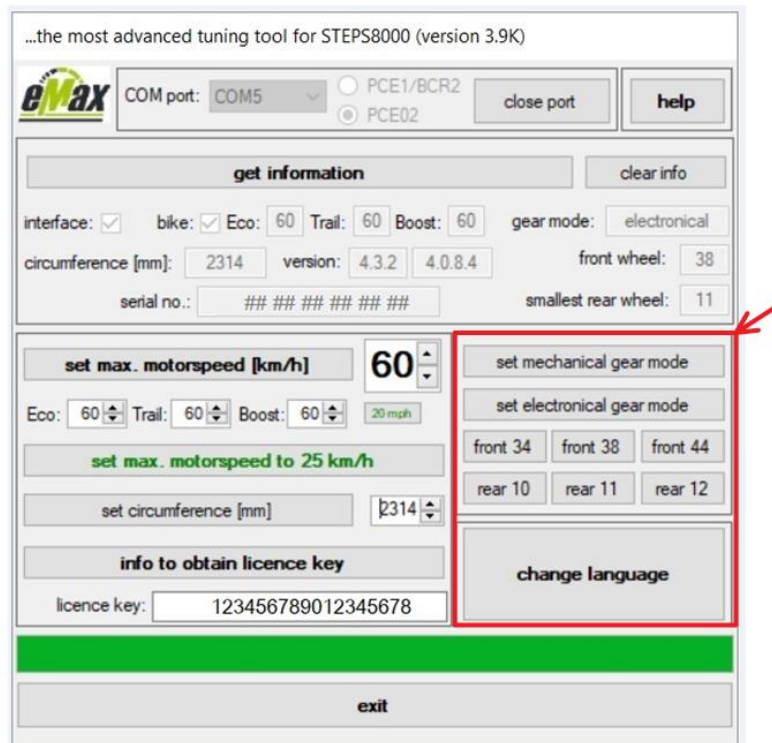 ...the most advanced tuning tool for STEPS8000 (version 3.9K)
eMax COM port: COM5 PCE1/BCR2 PCE02 close port help
get information clear info
interface: bike: Eco: 60 Trail: 60 Boost: 60 gear mode: electronical
circumference [mm]: 2314 version: 4.3.2 4.0.8.4 front wheel: 38
serial no.: ## ## ## ## ## ## smallest rear wheel: 11
set max. motorspeed [km/h] 60 set mechanical gear mode
Eco: 60 Trail: 60 Boost: 60 20 mph set electronical gear mode
set max. motorspeed to 25 km/h front 34 front 38 front 44
set circumference [mm] 2314 rear 10 rear 11 rear 12
info to obtain licence key change language
licence key: 123456789012345678
exit